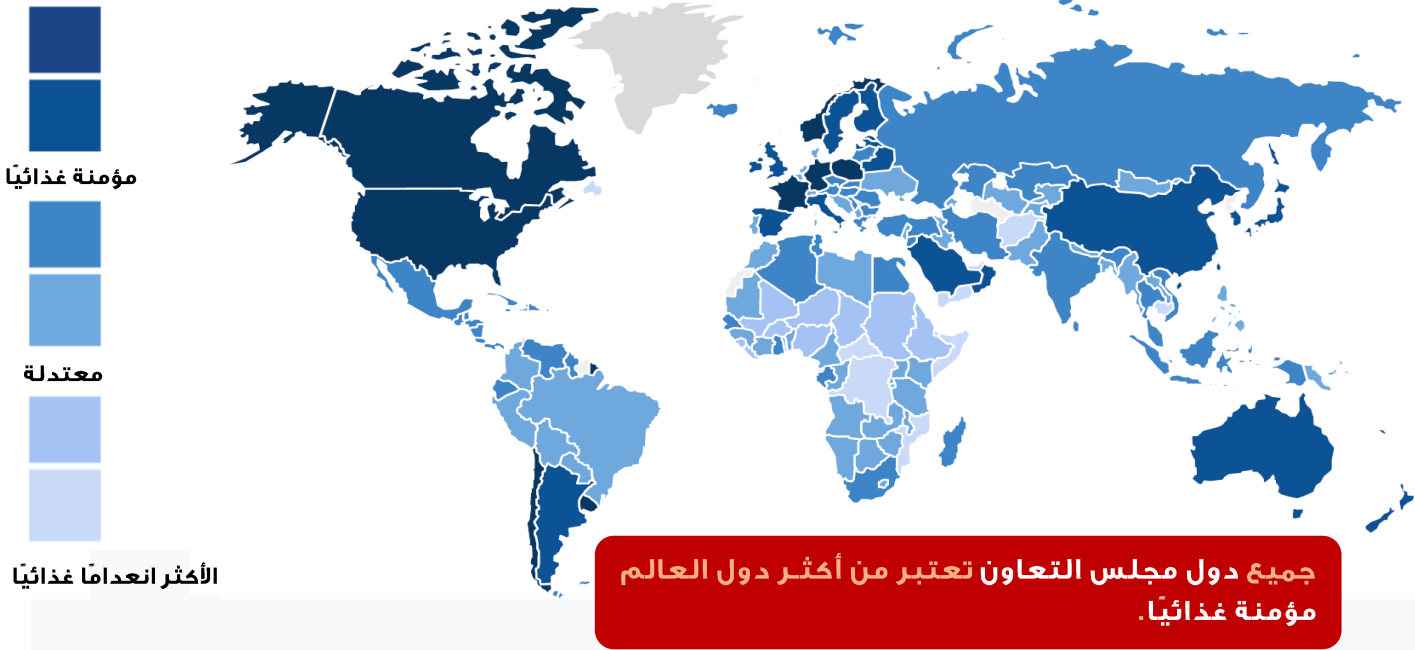 مؤمنة غذائيًا
معتدلة
الأكثر انعدامًا غذائيًا
جميع دول مجلس التعاون تعتبر من أكثر دول العالم
مؤمنة غذائيًا.